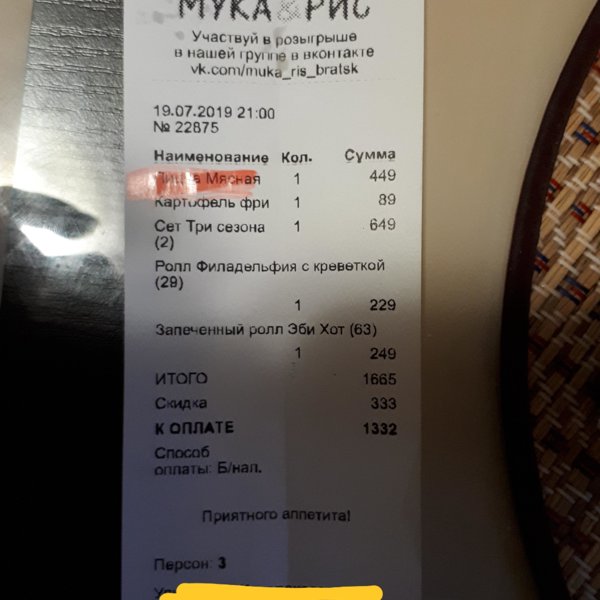 МУКА&РИС
Участвуй в розыгрыше
в нашей группе в вконтакте
vk.com/muka_ris_bratsk
19.07.2019 21:00
№ 22875
Наименование Кол. Сумма
Мясная 1 449
Картофель фри 1 89
Сет Три сезона 1 649
(2)
Ролл Филадельфия с креветкой
(29)
1 229
Запеченный ролл Эби Хот (63)
1 249
ИТОГО 1665
Скидка 333
К ОПЛАТЕ 1332
Способ
оплаты: Б/нал.
Приятного аппетита!
Персон: 3